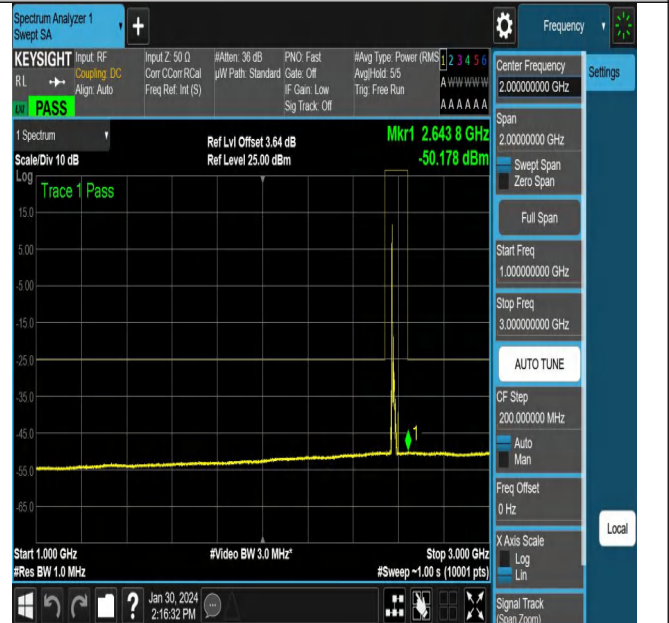 Spectrum Analyzer 1
Swept SA
+
Frequency
KEYSIGHT
RL
PASS
Input: RF
Coupling: DC
Align: Auto
Input Z: 50 Ω
Corr CCorr RCal
Freq Ref: Int (S)
#Atten: 36 dB
µW Path: Standard
PNO: Fast
Gate: Off
IF Gain: Low
Sig Track: Off
#Avg Type: Power (RMS
Avg|Hold: 5/5
Trig: Free Run
1 2 3 4 5 6
A W W W W W
A A A A A A
1 Spectrum
Scale/Div 10 dB
Ref Lvl Offset 3.64 dB
Ref Level 25.00 dBm
Mkr1 2.643 8 GHz
-50.178 dBm
Log
Trace 1 Pass
15.0
5.00
-5.00
-15.0
-25.0
-35.0
-45.0
-55.0
-65.0
1
Start 1.000 GHz
#Res BW 1.0 MHz
#Video BW 3.0 MHz*
Stop 3.000 GHz
#Sweep ~1.00 s (10001 pts)
Center Frequency
2.000000000 GHz
Settings
Span
2.00000000 GHz
Swept Span
Zero Span
Full Span
Start Freq
1.000000000 GHz
Stop Freq
3.000000000 GHz
AUTO TUNE
CF Step
200.000000 MHz
Auto
Man
Freq Offset
0 Hz
X Axis Scale
Log
Lin
Local
Signal Track
(Span Zoom)
?
Jan 30, 2024
2:16:32 PM